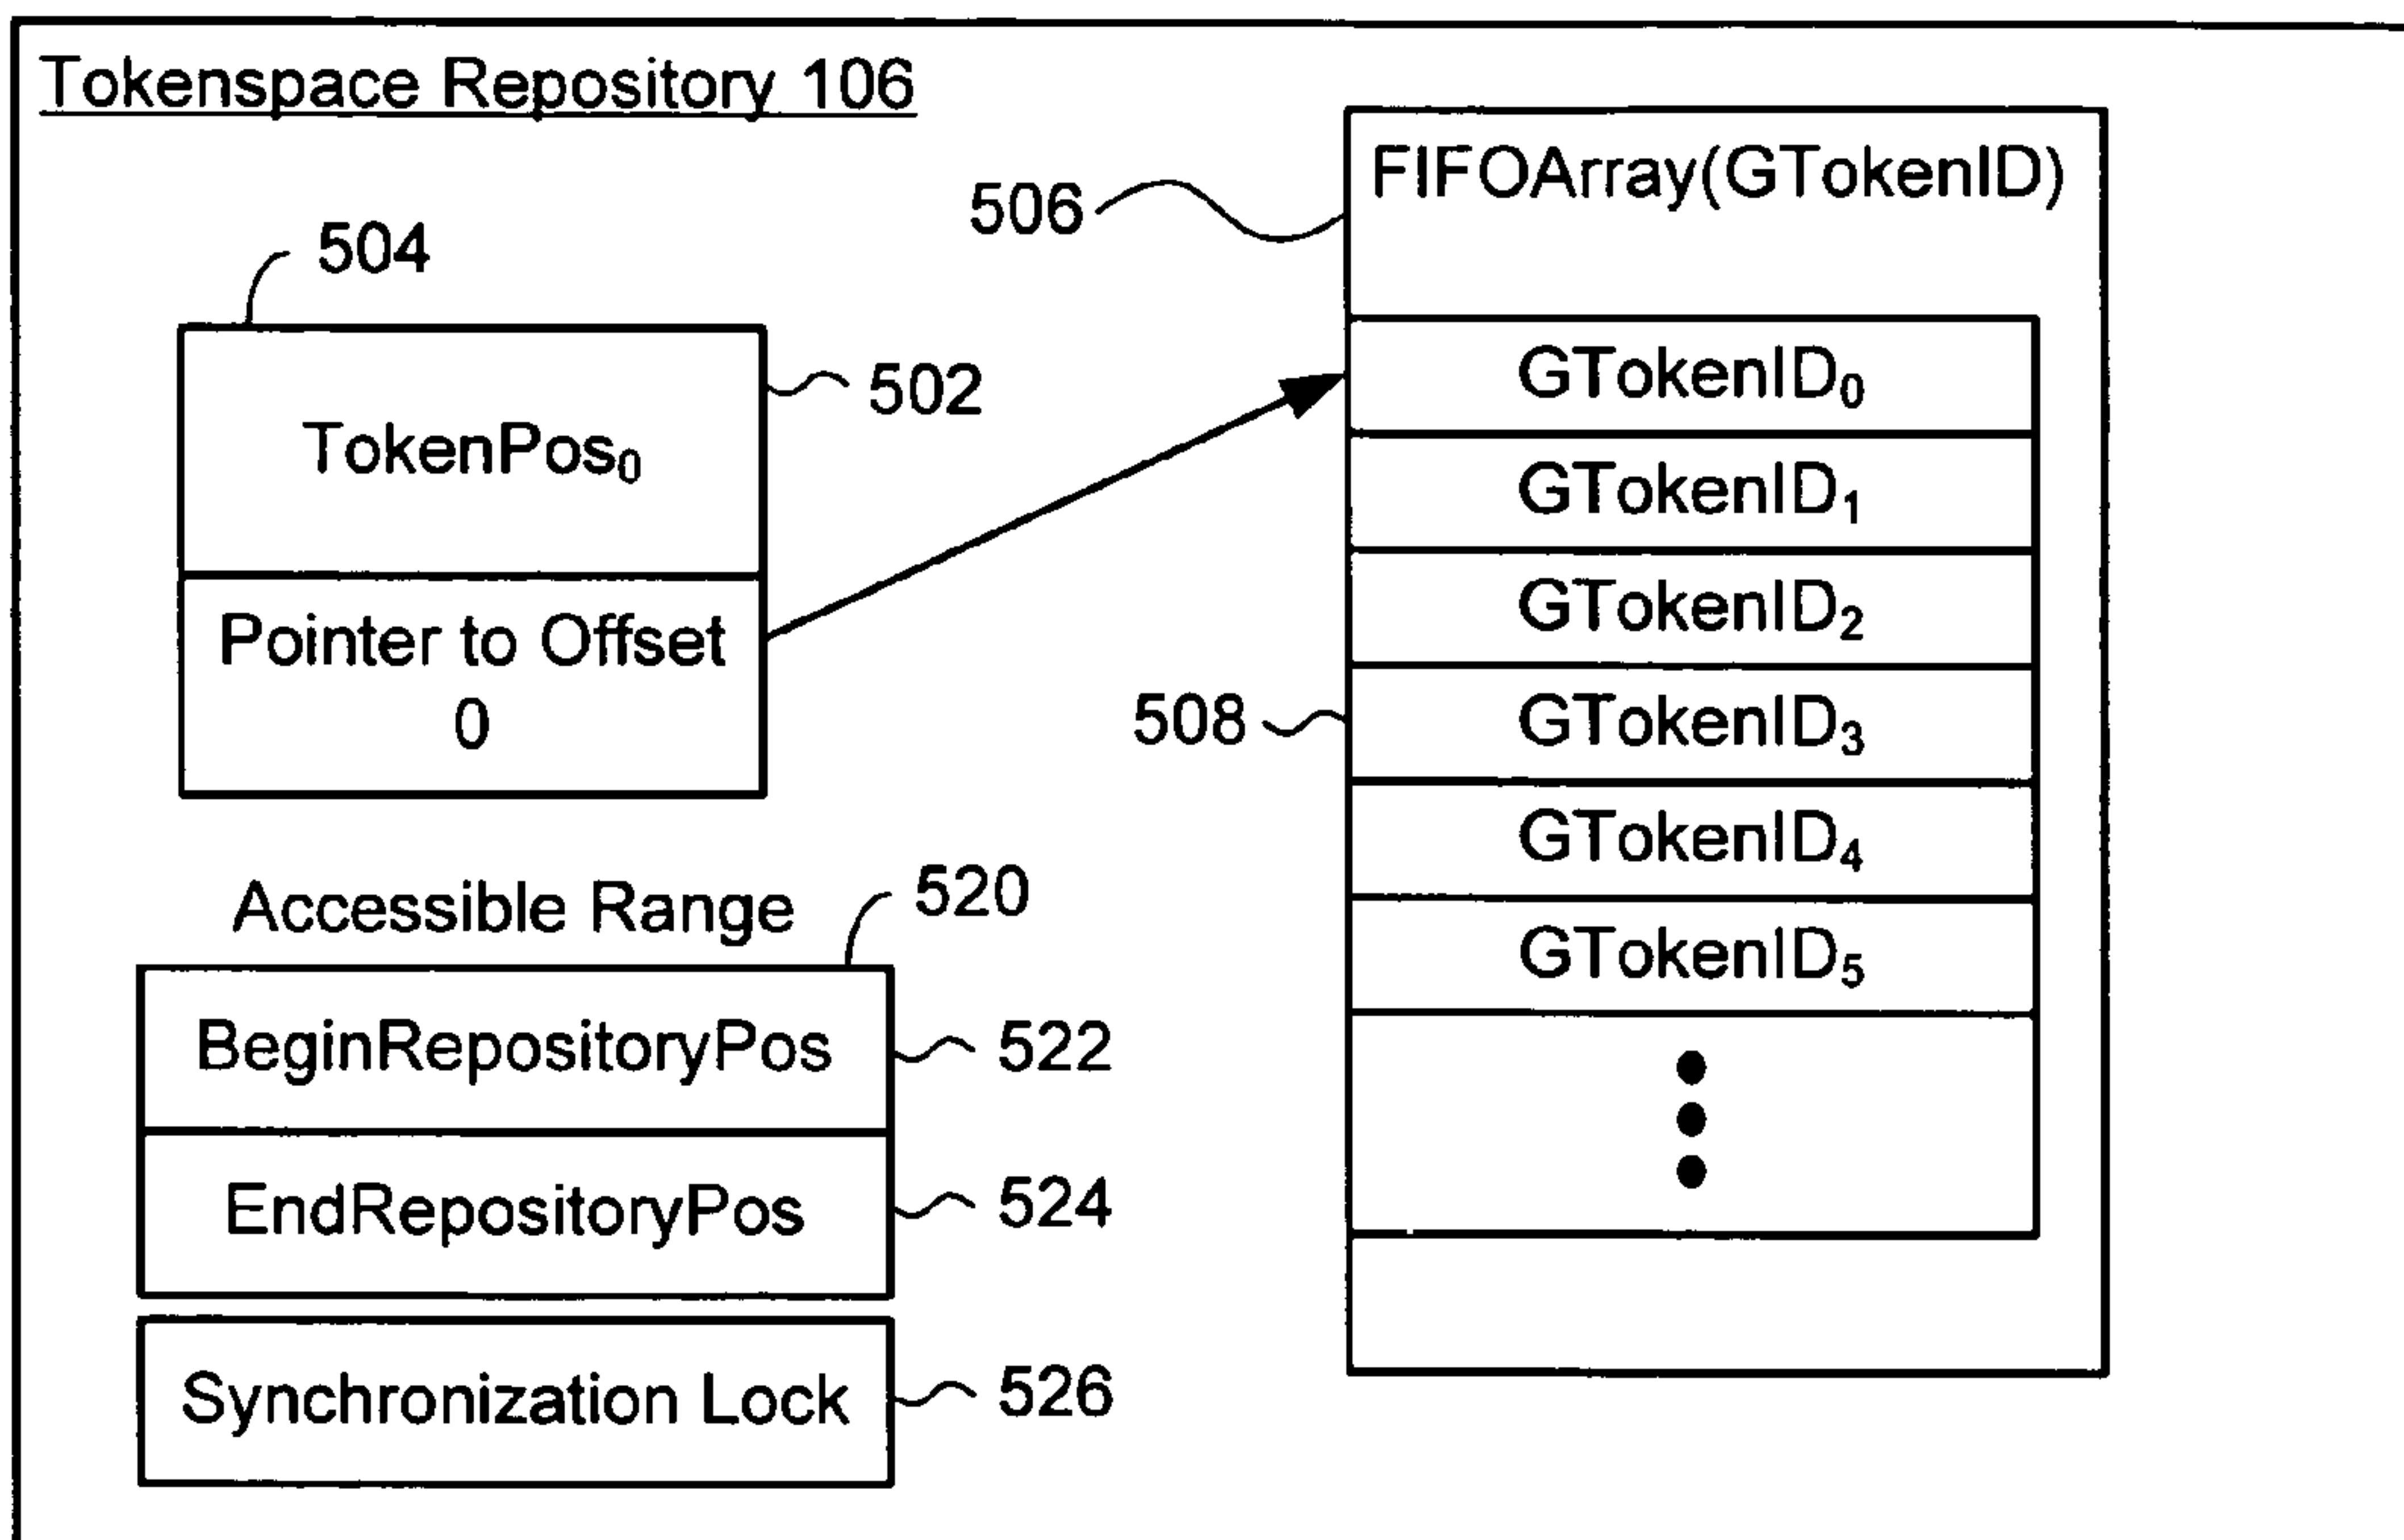 Tokenspace Repository 106
504
502
TokenPos₀
Pointer to Offset
0
Accessible Range
520
BeginRepositoryPos
522
EndRepositoryPos
524
Synchronization Lock
526
506
FIFOArray(GTokenID)
GTokenID₀
GTokenID₁
GTokenID₂
508
GTokenID₃
GTokenID₄
GTokenID₅